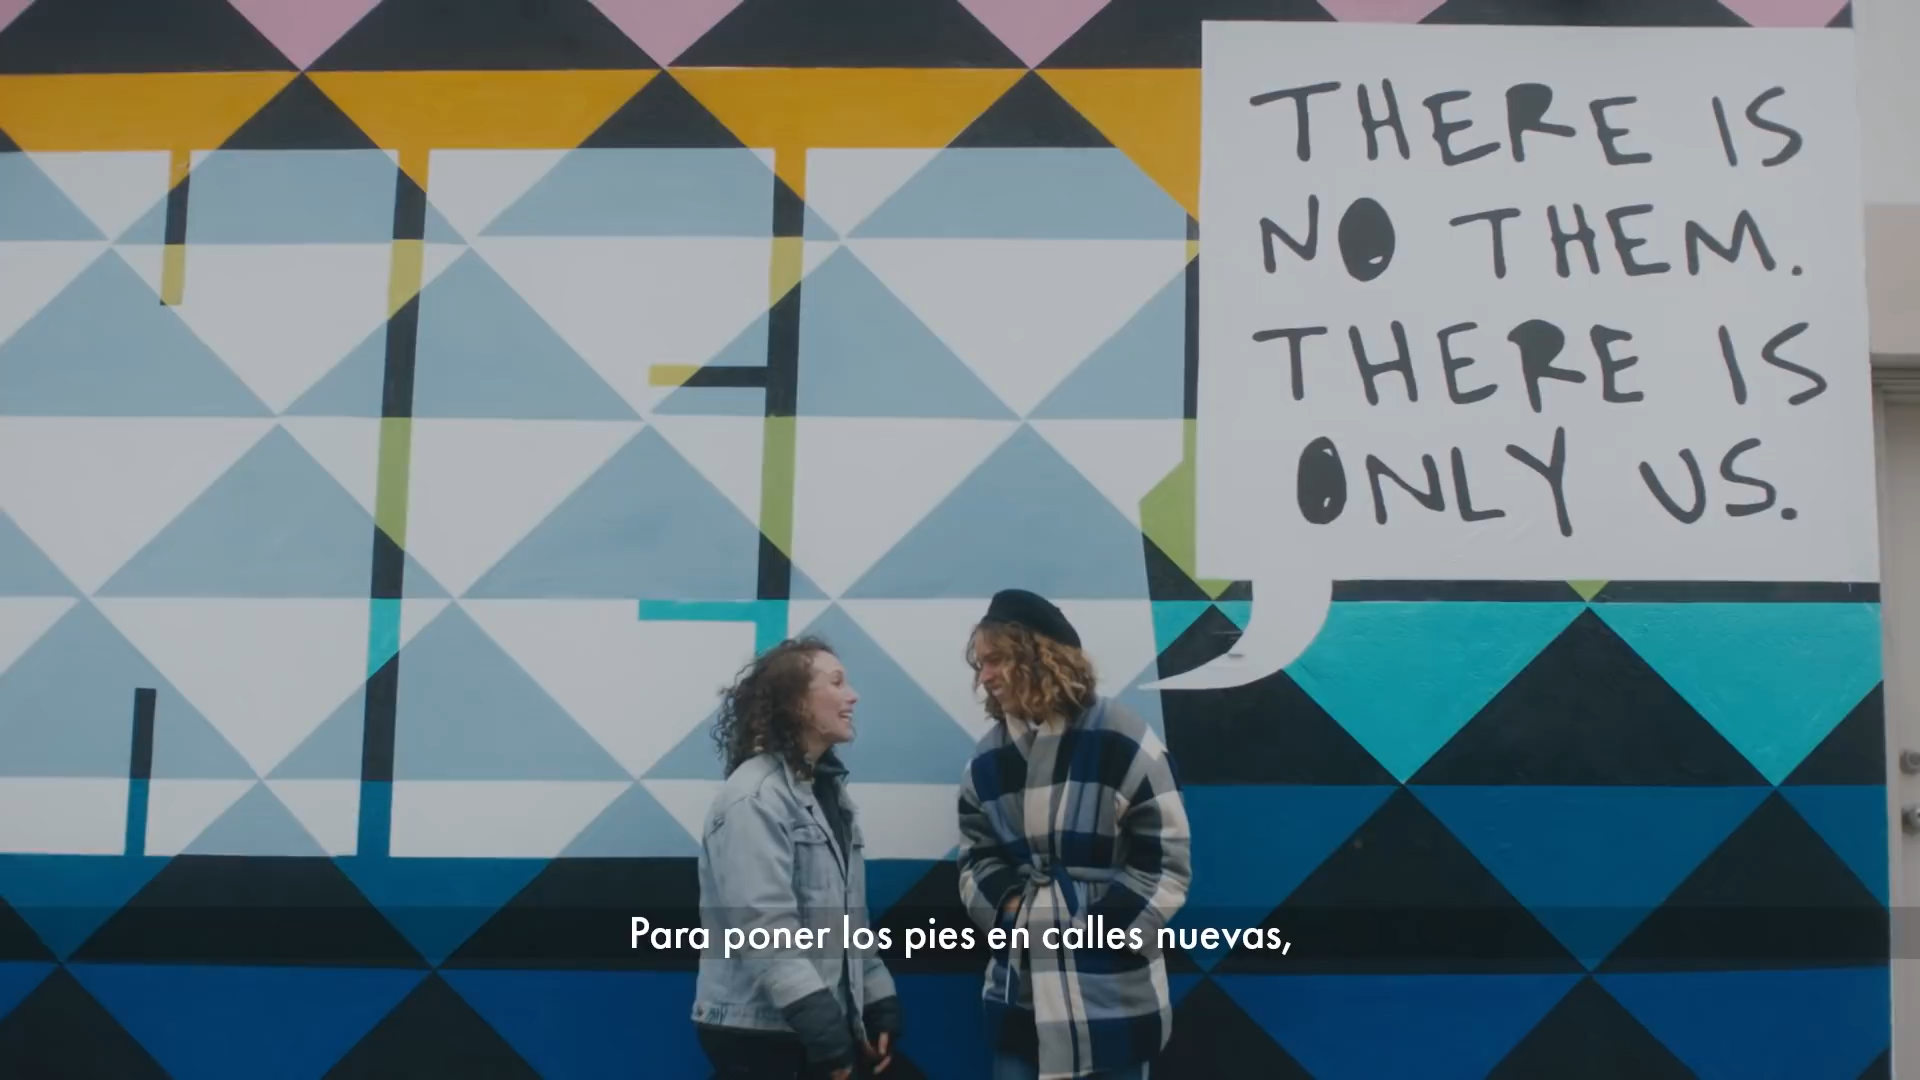 THERE IS
NO THEM.
THERE IS
ONLY US.
Para poner los pies en calles nuevas,